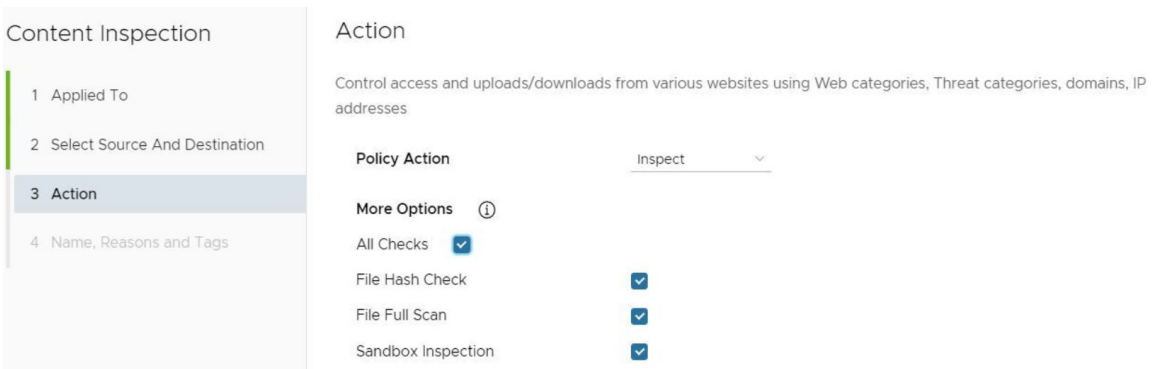 Content Inspection
1 Applied To
2 Select Source And Destination
3 Action
4 Name, Reasons and Tags
Action
Control access and uploads/downloads from various websites using Web categories, Threat categories, domains, IP
addresses
Policy Action Inspect
More Options
All Checks
File Hash Check
File Full Scan
Sandbox Inspection